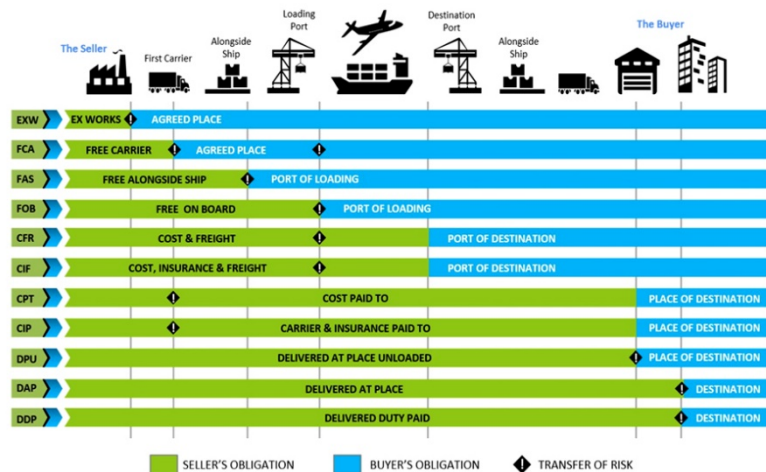 The Seller
First Carrier
Alongside
Ship
Loading
Port
Destination
Port
Alongside
Ship
The Buyer
EXW EX WORKS AGREED PLACE
FCA FREE CARRIER AGREED PLACE
FAS FREE ALONGSIDE SHIP PORT OF LOADING
FOB FREE ON BOARD PORT OF LOADING
CFR COST & FREIGHT PORT OF DESTINATION
CIF COST, INSURANCE & FREIGHT PORT OF DESTINATION
CPT COST PAID TO PLACE OF DESTINATION
CIP CARRIER & INSURANCE PAID TO PLACE OF DESTINATION
DPU DELIVERED AT PLACE UNLOADED PLACE OF DESTINATION
DAP DELIVERED AT PLACE DESTINATION
DDP DELIVERED DUTY PAID DESTINATION
SELLER'S OBLIGATION BUYER'S OBLIGATION TRANSFER OF RISK